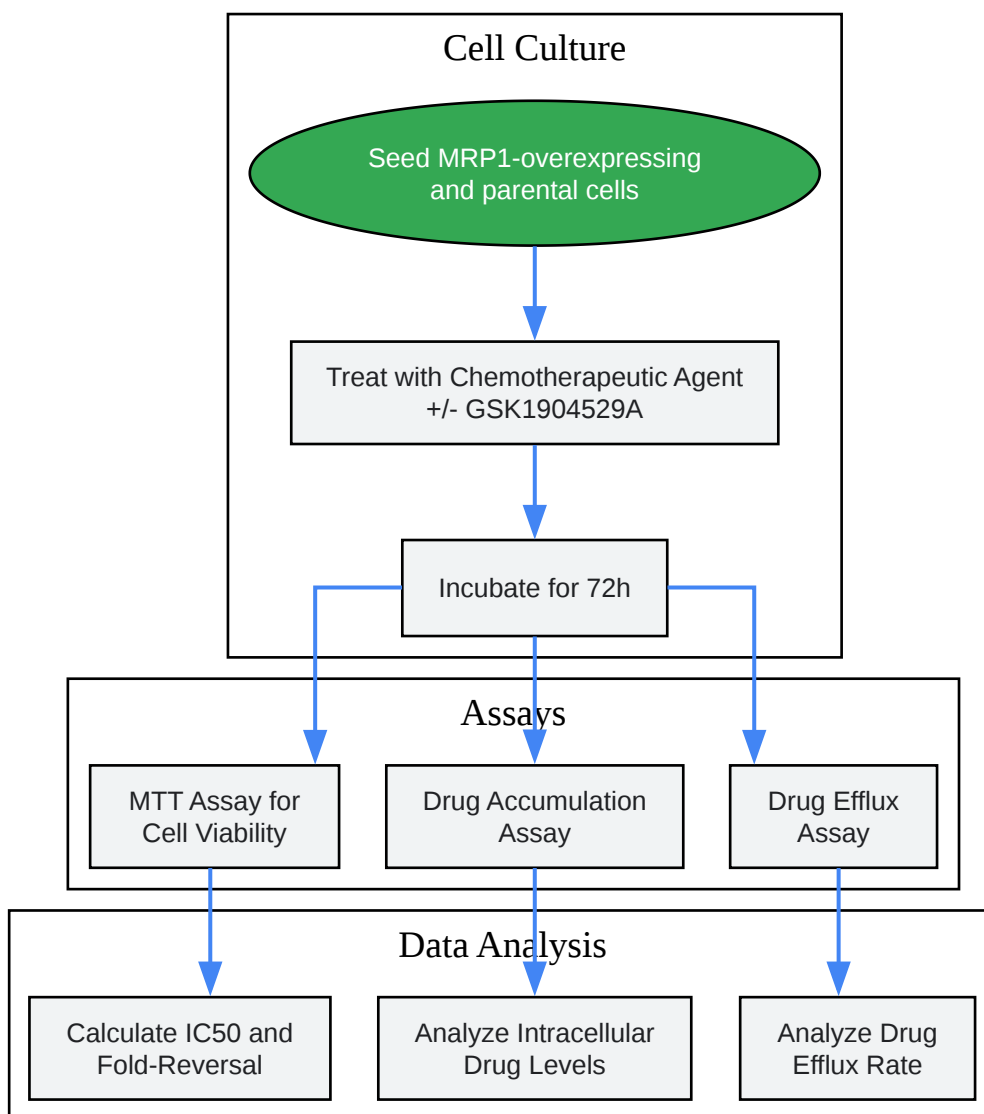 Cell Culture
Seed MRP1-overexpressing
and parental cells
Treat with Chemotherapeutic Agent
+/- GSK1904529A
Incubate for 72h
Assays
MTT Assay for
Cell Viability
Drug Accumulation
Assay
Drug Efflux
Assay
Data Analysis
Calculate IC50 and
Fold-Reversal
Analyze Intracellular
Drug Levels
Analyze Drug
Efflux Rate